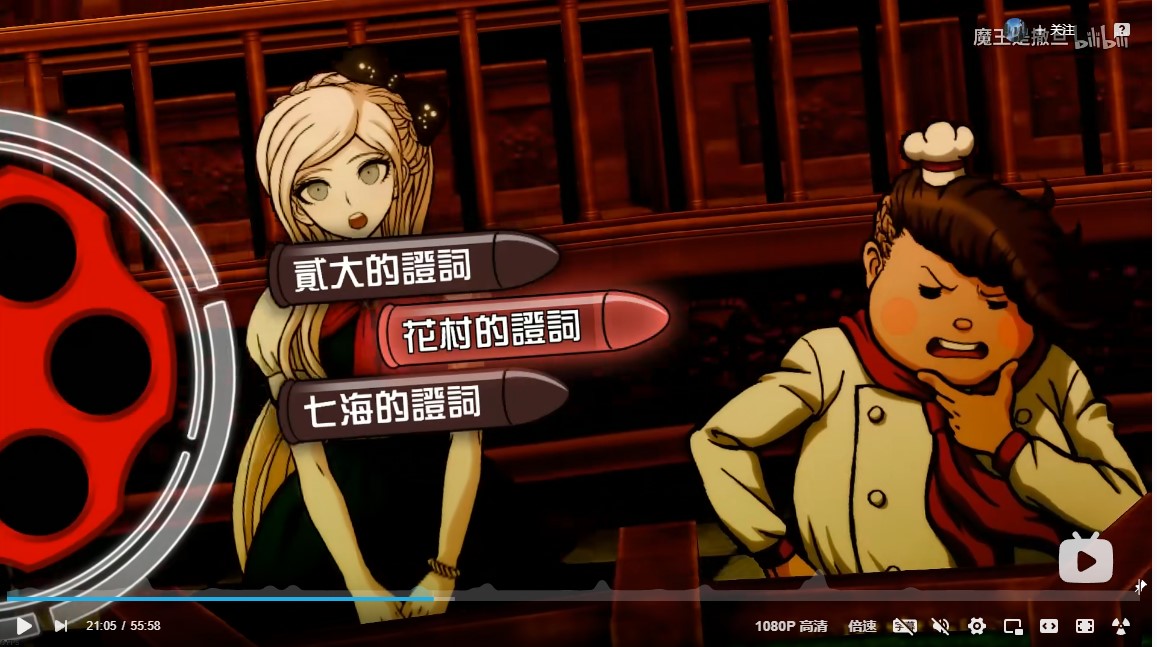 魔王是撒旦
+ 关注
bilibili
貳大的證詞
花村的證詞
七海的證詞
21:05 / 55:58
1080P 高清
倍速